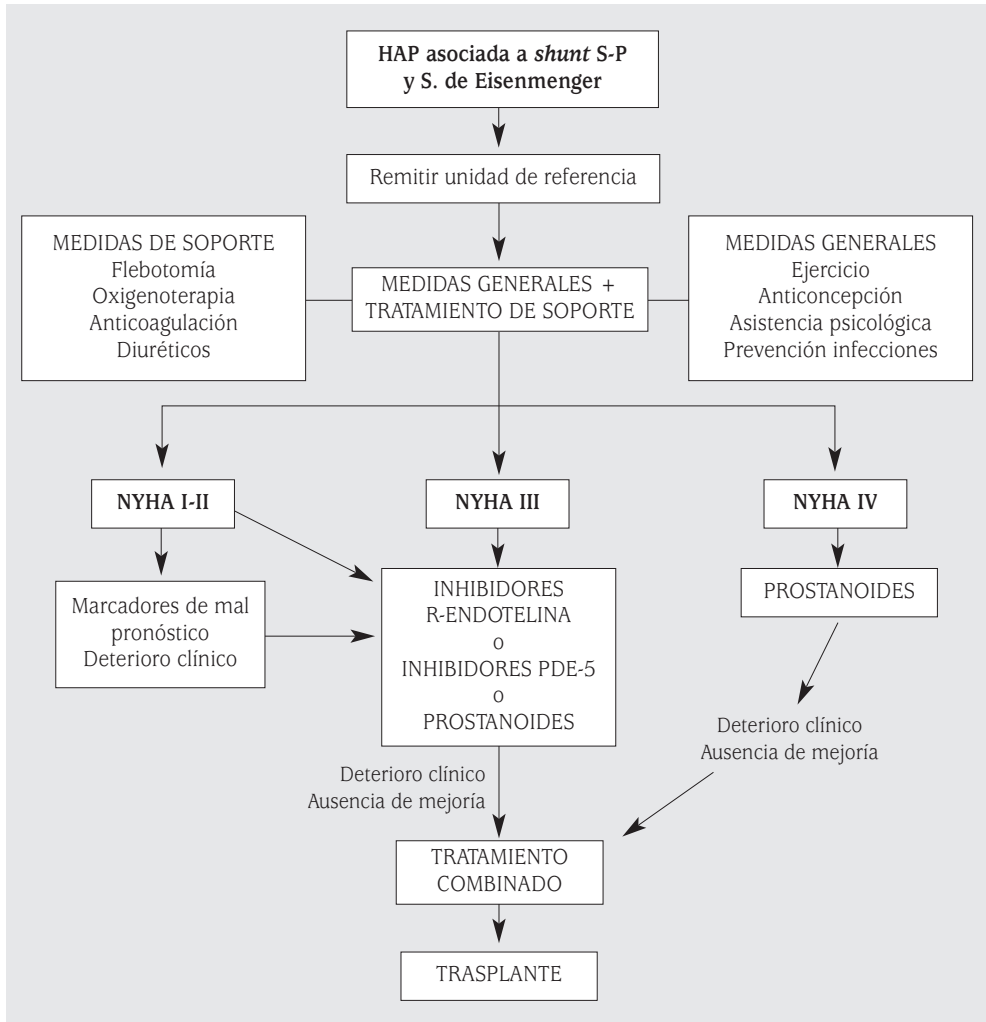 HAP asociada a shunt S-P
y S. de Eisenmenger
Remitir unidad de referencia
MEDIDAS DE SOPORTE
Flebotomía
Oxigenoterapia
Anticoagulación
Diuréticos
MEDIDAS GENERALES +
TRATAMIENTO DE SOPORTE
MEDIDAS GENERALES
Ejercicio
Anticoncepción
Asistencia psicológica
Prevención infecciones
NYHA I-II
NYHA III
NYHA IV
Marcadores de mal
pronóstico
Deterioro clínico
INHIBIDORES
R-ENDOTELINA
o
INHIBIDORES PDE-5
o
PROSTANOIDES
PROSTANOIDES
Deterioro clínico
Ausencia de mejoría
Deterioro clínico
Ausencia de mejoría
TRATAMIENTO
COMBINADO
TRASPLANTE